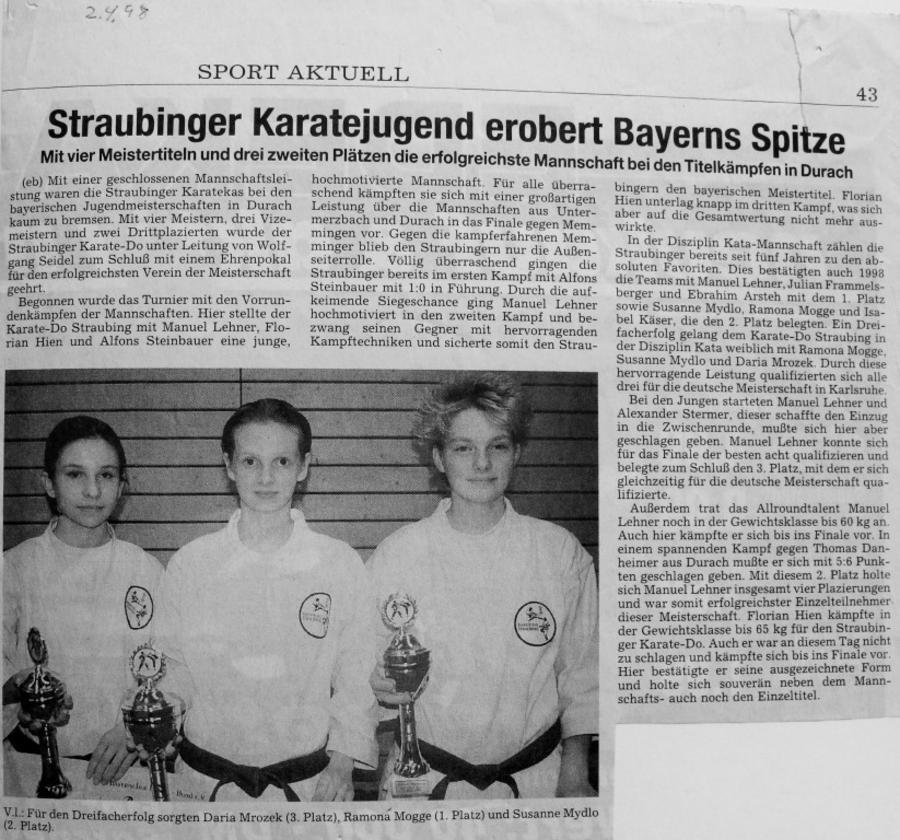 2.4.98
SPORT AKTUELL
43
Straubinger Karatejugend erobert Bayerns Spitze
Mit vier Meistertiteln und drei zweiten Plätzen die erfolgreichste Mannschaft bei den Titelkämpfen in Durach
(eb) Mit einer geschlossenen Mannschaftslei-
stung waren die Straubinger Karatekas bei den
bayerischen Jugendmeisterschaften in Durach
kaum zu bremsen. Mit vier Meistern, drei Vize-
meistern und zwei Drittplazierten wurde der
Straubinger Karate-Do unter Leitung von Wolf-
gang Seidel zum Schluß mit einem Ehrenpokal
für den erfolgreichsten Verein der Meisterschaft
geehrt.
Begonnen wurde das Turnier mit den Vorrun-
denkämpfen der Mannschaften. Hier stellte der
Karate-Do Straubing mit Manuel Lehner, Flo-
rian Hien und Alfons Steinbauer eine junge,
hochmotivierte Mannschaft. Für alle überra-
schend kämpften sie sich mit einer großartigen
Leistung über die Mannschaften aus Unter-
merzbach und Durach in das Finale gegen Mem-
mingen vor. Gegen die kampferfahrenen Mem-
minger blieb den Straubingern nur die Außen-
seiterrolle. Völlig überraschend gingen die
Straubinger bereits im ersten Kampf mit Alfons
Steinbauer mit 1:0 in Führung. Durch die auf-
keimende Siegeschance ging Manuel Lehner
hochmotiviert in den zweiten Kampf und be-
zwang seinen Gegner mit hervorragenden
Kampftechniken und sicherte somit den Strau-
bingern den bayerischen Meistertitel. Florian
Hien unterlag knapp im dritten Kampf, was sich
aber auf die Gesamtwertung nicht mehr aus-
wirkte.
In der Disziplin Kata-Mannschaft zählen die
Straubinger bereits seit fünf Jahren zu den ab-
soluten Favoriten. Dies bestätigten auch 1998
die Teams mit Manuel Lehner, Julian Frammels-
berger und Ebrahim Arsteh mit dem 1. Platz
sowie Susanne Mydlo, Ramona Mogge und Isa-
bel Käser, die den 2. Platz belegten. Ein Drei-
facherfolg gelang dem Karate-Do Straubing in
der Disziplin Kata weiblich mit Ramona Mogge,
Susanne Mydlo und Daria Mrozek. Durch diese
hervorragende Leistung qualifizierten sich alle
drei für die deutsche Meisterschaft in Karlsruhe.
Bei den Jungen starteten Manuel Lehner und
Alexander Stermer, dieser schaffte den Einzug
in die Zwischenrunde, mußte sich hier aber
geschlagen geben. Manuel Lehner konnte sich
für das Finale der besten acht qualifizieren und
belegte zum Schluß den 3. Platz, mit dem er sich
gleichzeitig für die deutsche Meisterschaft qua-
lifizierte.
Außerdem trat das Allroundtalent Manuel
Lehner noch in der Gewichtsklasse bis 60 kg an.
Auch hier kämpfte er sich bis ins Finale vor. In
einem spannenden Kampf gegen Thomas Dan-
heimer aus Durach mußte er sich mit 5:6 Punk-
ten geschlagen geben. Mit diesem 2. Platz holte
sich Manuel Lehner insgesamt vier Plazierungen
und war somit erfolgreichster Einzelteilnehmer
dieser Meisterschaft. Florian Hien kämpfte in
der Gewichtsklasse bis 65 kg für den Straubin-
ger Karate-Do. Auch er war an diesem Tag nicht
zu schlagen und kämpfte sich bis ins Finale vor.
Hier bestätigte er seine ausgezeichnete Form
und holte sich souverän neben dem Mann-
schafts- auch noch den Einzeltitel.
V.l.: Für den Dreifacherfolg sorgten Daria Mrozek (3. Platz), Ramona Mogge (1. Platz) und Susanne Mydlo
(2. Platz).